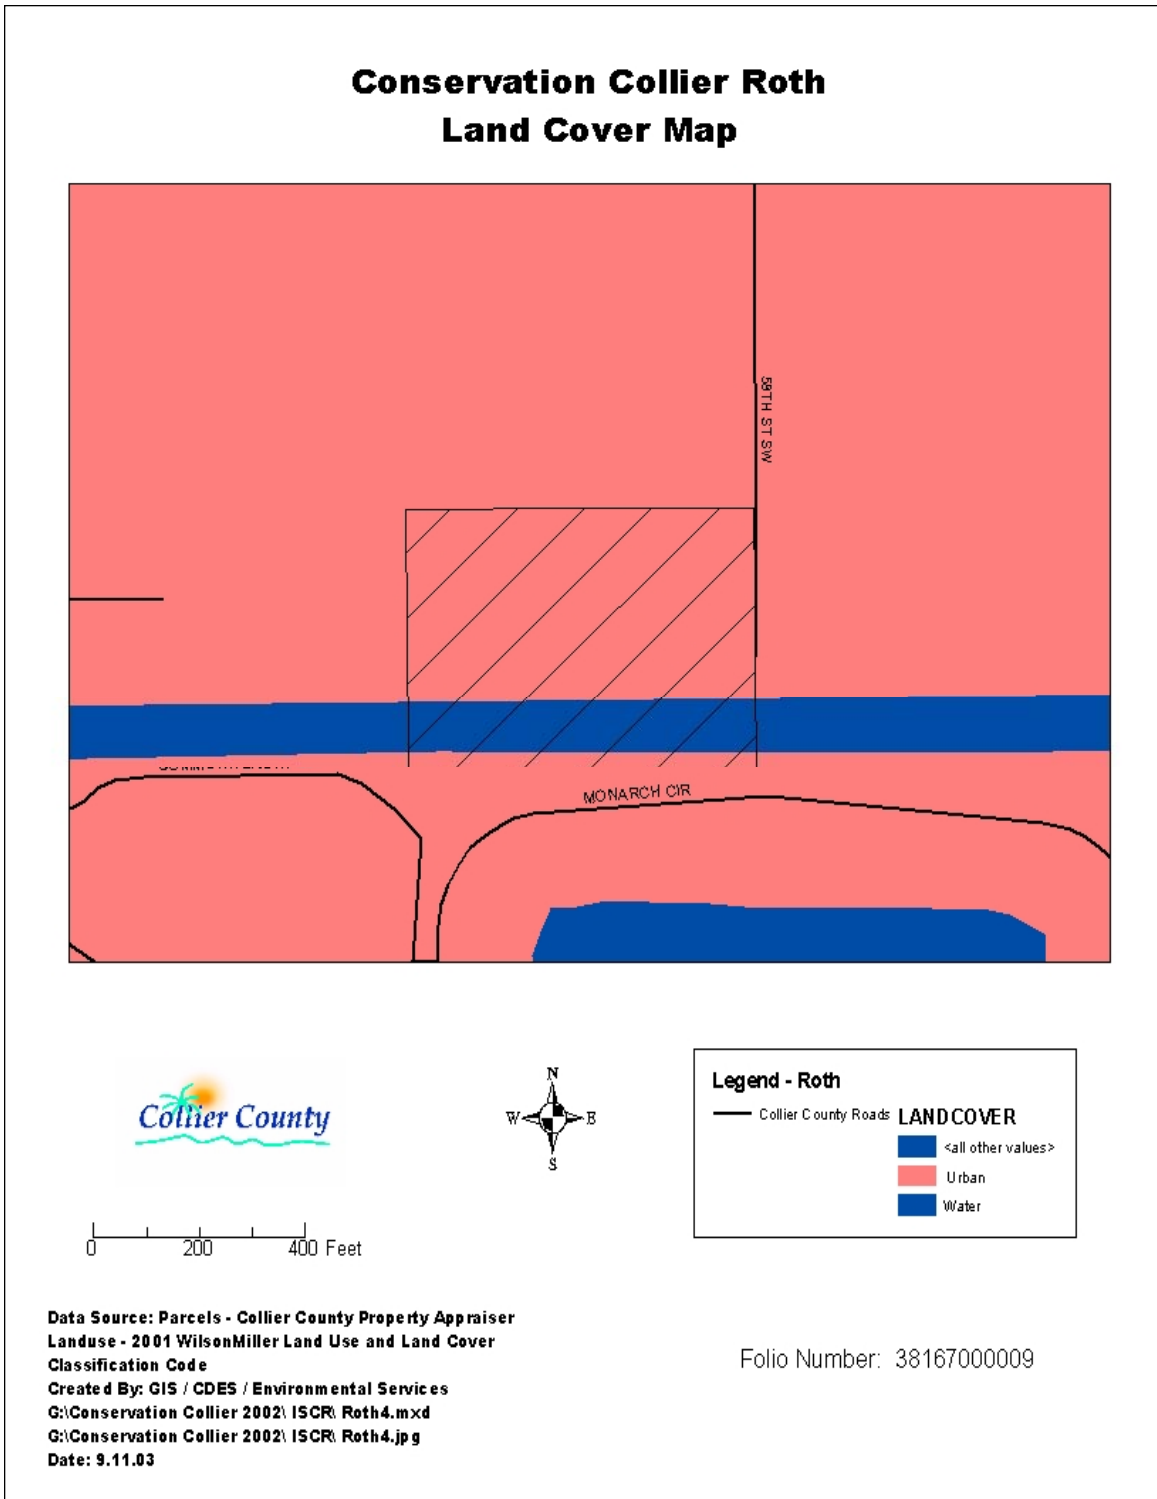 Conservation Collier Roth
Land Cover Map
58TH ST SW
MONARCH CIR
Collier County
N
W E
S
0 200 400 Feet
Legend - Roth
Collier County Roads
LANDCOVER
<all other values>
Urban
Water
Data Source: Parcels - Collier County Property Appraiser
Landuse - 2001 WilsonMiller Land Use and Land Cover
Classification Code
Created By: GIS / CDES / Environmental Services
G:\Conservation Collier 2002\ ISCR\ Roth4.mxd
G:\Conservation Collier 2002\ ISCR\ Roth4.jpg
Date: 9.11.03
Folio Number: 38167000009